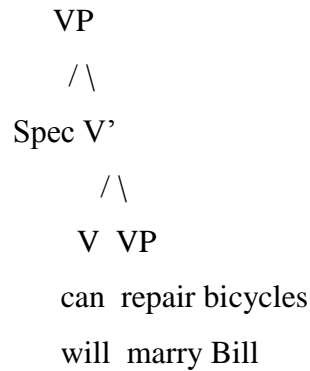 VP
/ \
Spec V’
/ \
V VP
can repair bicycles
will marry Bill